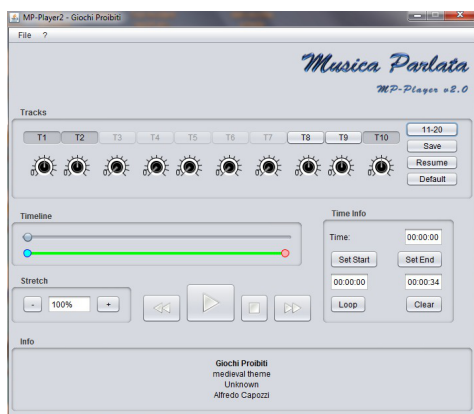 MP-Player2 - Giochi Proibiti
File ?
Musica Parlata
MP-Player v2.0
Tracks
T1 T2 T3 T4 T5 T6 T7 T8 T9 T10
11-20
Save
Resume
Default
Timeline
Time Info
Time: 00:00:00
Set Start Set End
00:00:00 00:00:34
Loop Clear
Stretch
- 100% +
Info
Giochi Proibiti
medieval theme
Unknown
Alfredo Capozzi